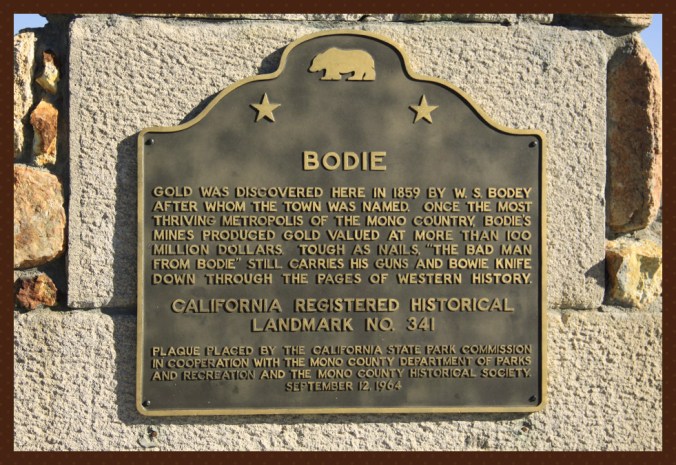 BODIE
GOLD WAS DISCOVERED HERE IN 1859 BY W. S. BODEY
AFTER WHOM THE TOWN WAS NAMED. ONCE THE MOST
THRIVING METROPOLIS OF THE MONO COUNTRY, BODIE'S
MINES PRODUCED GOLD VALUED AT MORE THAN 100
MILLION DOLLARS. TOUGH AS NAILS, "THE BAD MAN
FROM BODIE" STILL CARRIES HIS GUNS AND BOWIE KNIFE
DOWN THROUGH THE PAGES OF WESTERN HISTORY.
CALIFORNIA REGISTERED HISTORICAL
LANDMARK NO. 341
PLAQUE PLACED BY THE CALIFORNIA STATE PARK COMMISSION
IN COOPERATION WITH THE MONO COUNTY DEPARTMENT OF PARKS
AND RECREATION AND THE MONO COUNTY HISTORICAL SOCIETY.
SEPTEMBER 12, 1964